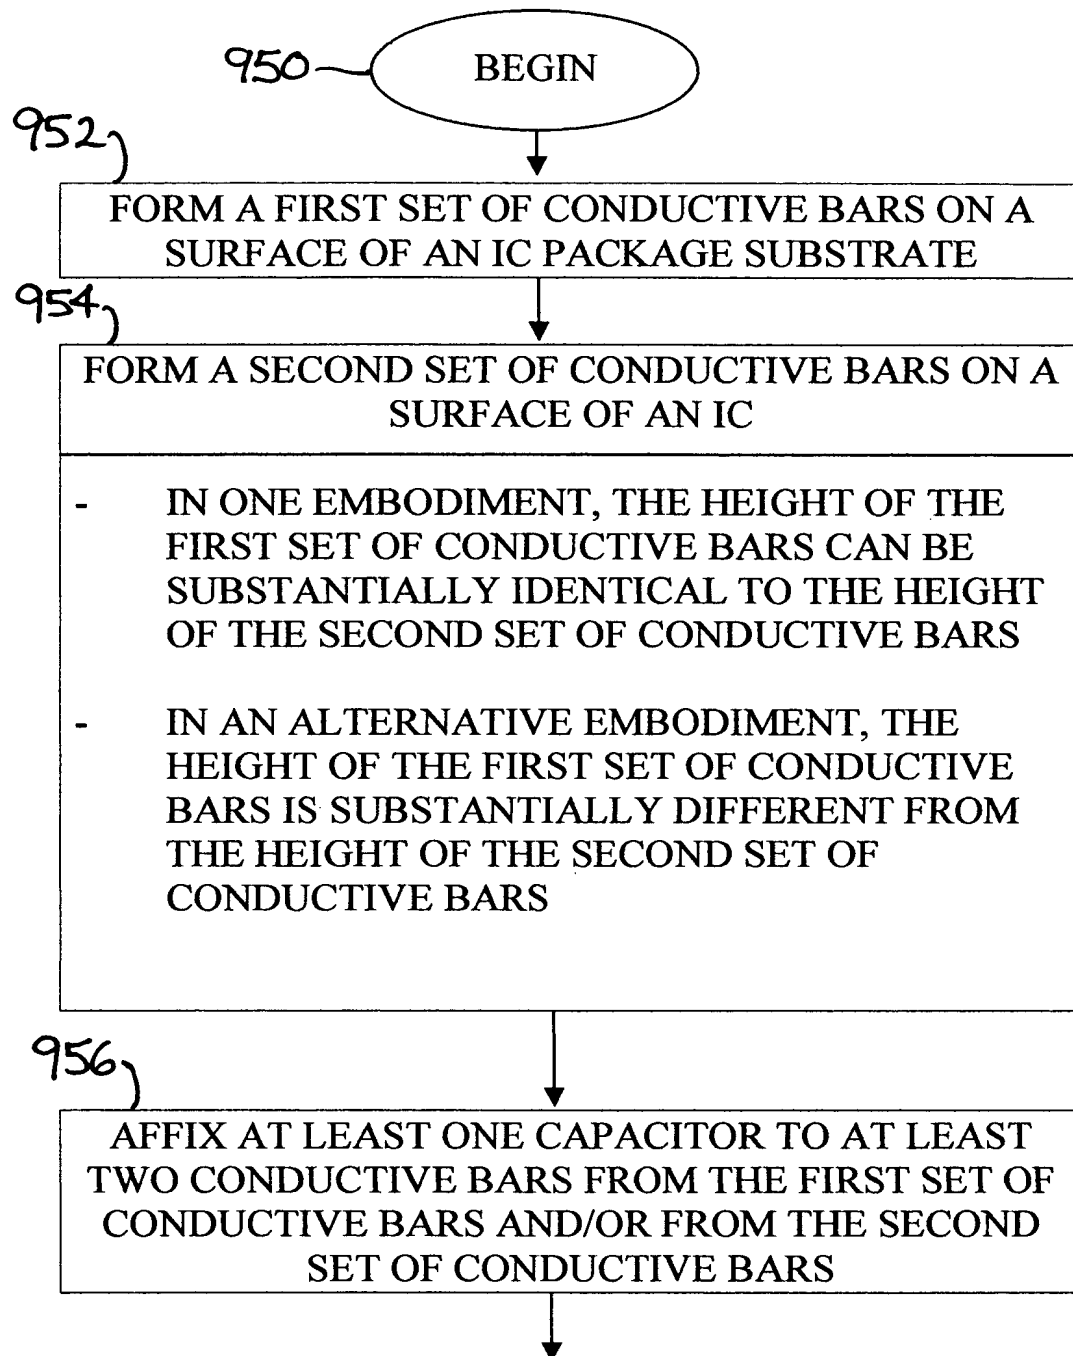 950
BEGIN
952
FORM A FIRST SET OF CONDUCTIVE BARS ON A
SURFACE OF AN IC PACKAGE SUBSTRATE
954
FORM A SECOND SET OF CONDUCTIVE BARS ON A
SURFACE OF AN IC
- IN ONE EMBODIMENT, THE HEIGHT OF THE
FIRST SET OF CONDUCTIVE BARS CAN BE
SUBSTANTIALLY IDENTICAL TO THE HEIGHT
OF THE SECOND SET OF CONDUCTIVE BARS
- IN AN ALTERNATIVE EMBODIMENT, THE
HEIGHT OF THE FIRST SET OF CONDUCTIVE
BARS IS SUBSTANTIALLY DIFFERENT FROM
THE HEIGHT OF THE SECOND SET OF
CONDUCTIVE BARS
956
AFFIX AT LEAST ONE CAPACITOR TO AT LEAST
TWO CONDUCTIVE BARS FROM THE FIRST SET OF
CONDUCTIVE BARS AND/OR FROM THE SECOND
SET OF CONDUCTIVE BARS